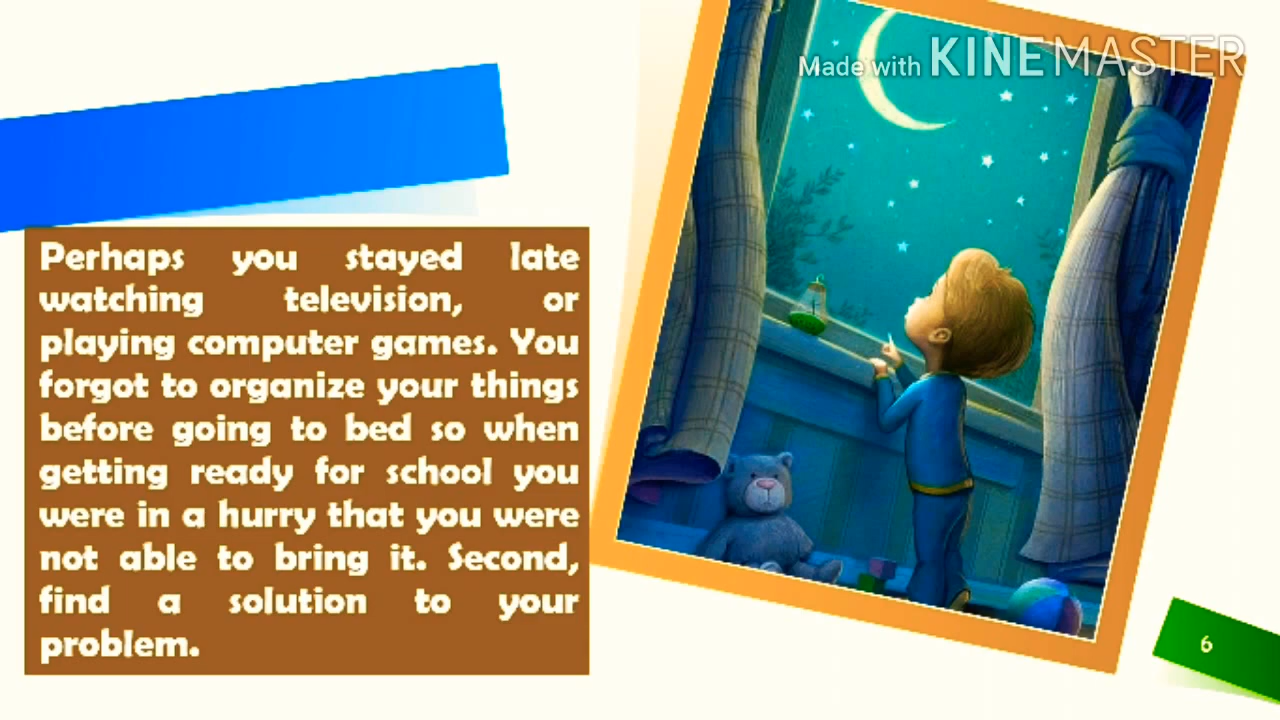 Made with KINEMASTER
Perhaps you stayed late
watching television, or
playing computer games. You
forgot to organize your things
before going to bed so when
getting ready for school you
were in a hurry that you were
not able to bring it. Second,
find a solution to your
problem.
6